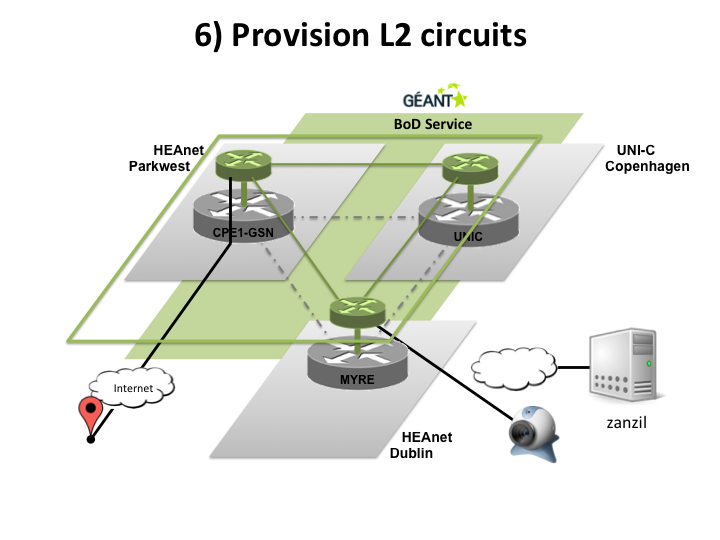 6) Provision L2 circuits
GÉANT
BoD Service
HEAnet
Parkwest
UNI-C
Copenhagen
CPE1-GSN
UNIC
Internet
MYRE
zanzil
HEAnet
Dublin